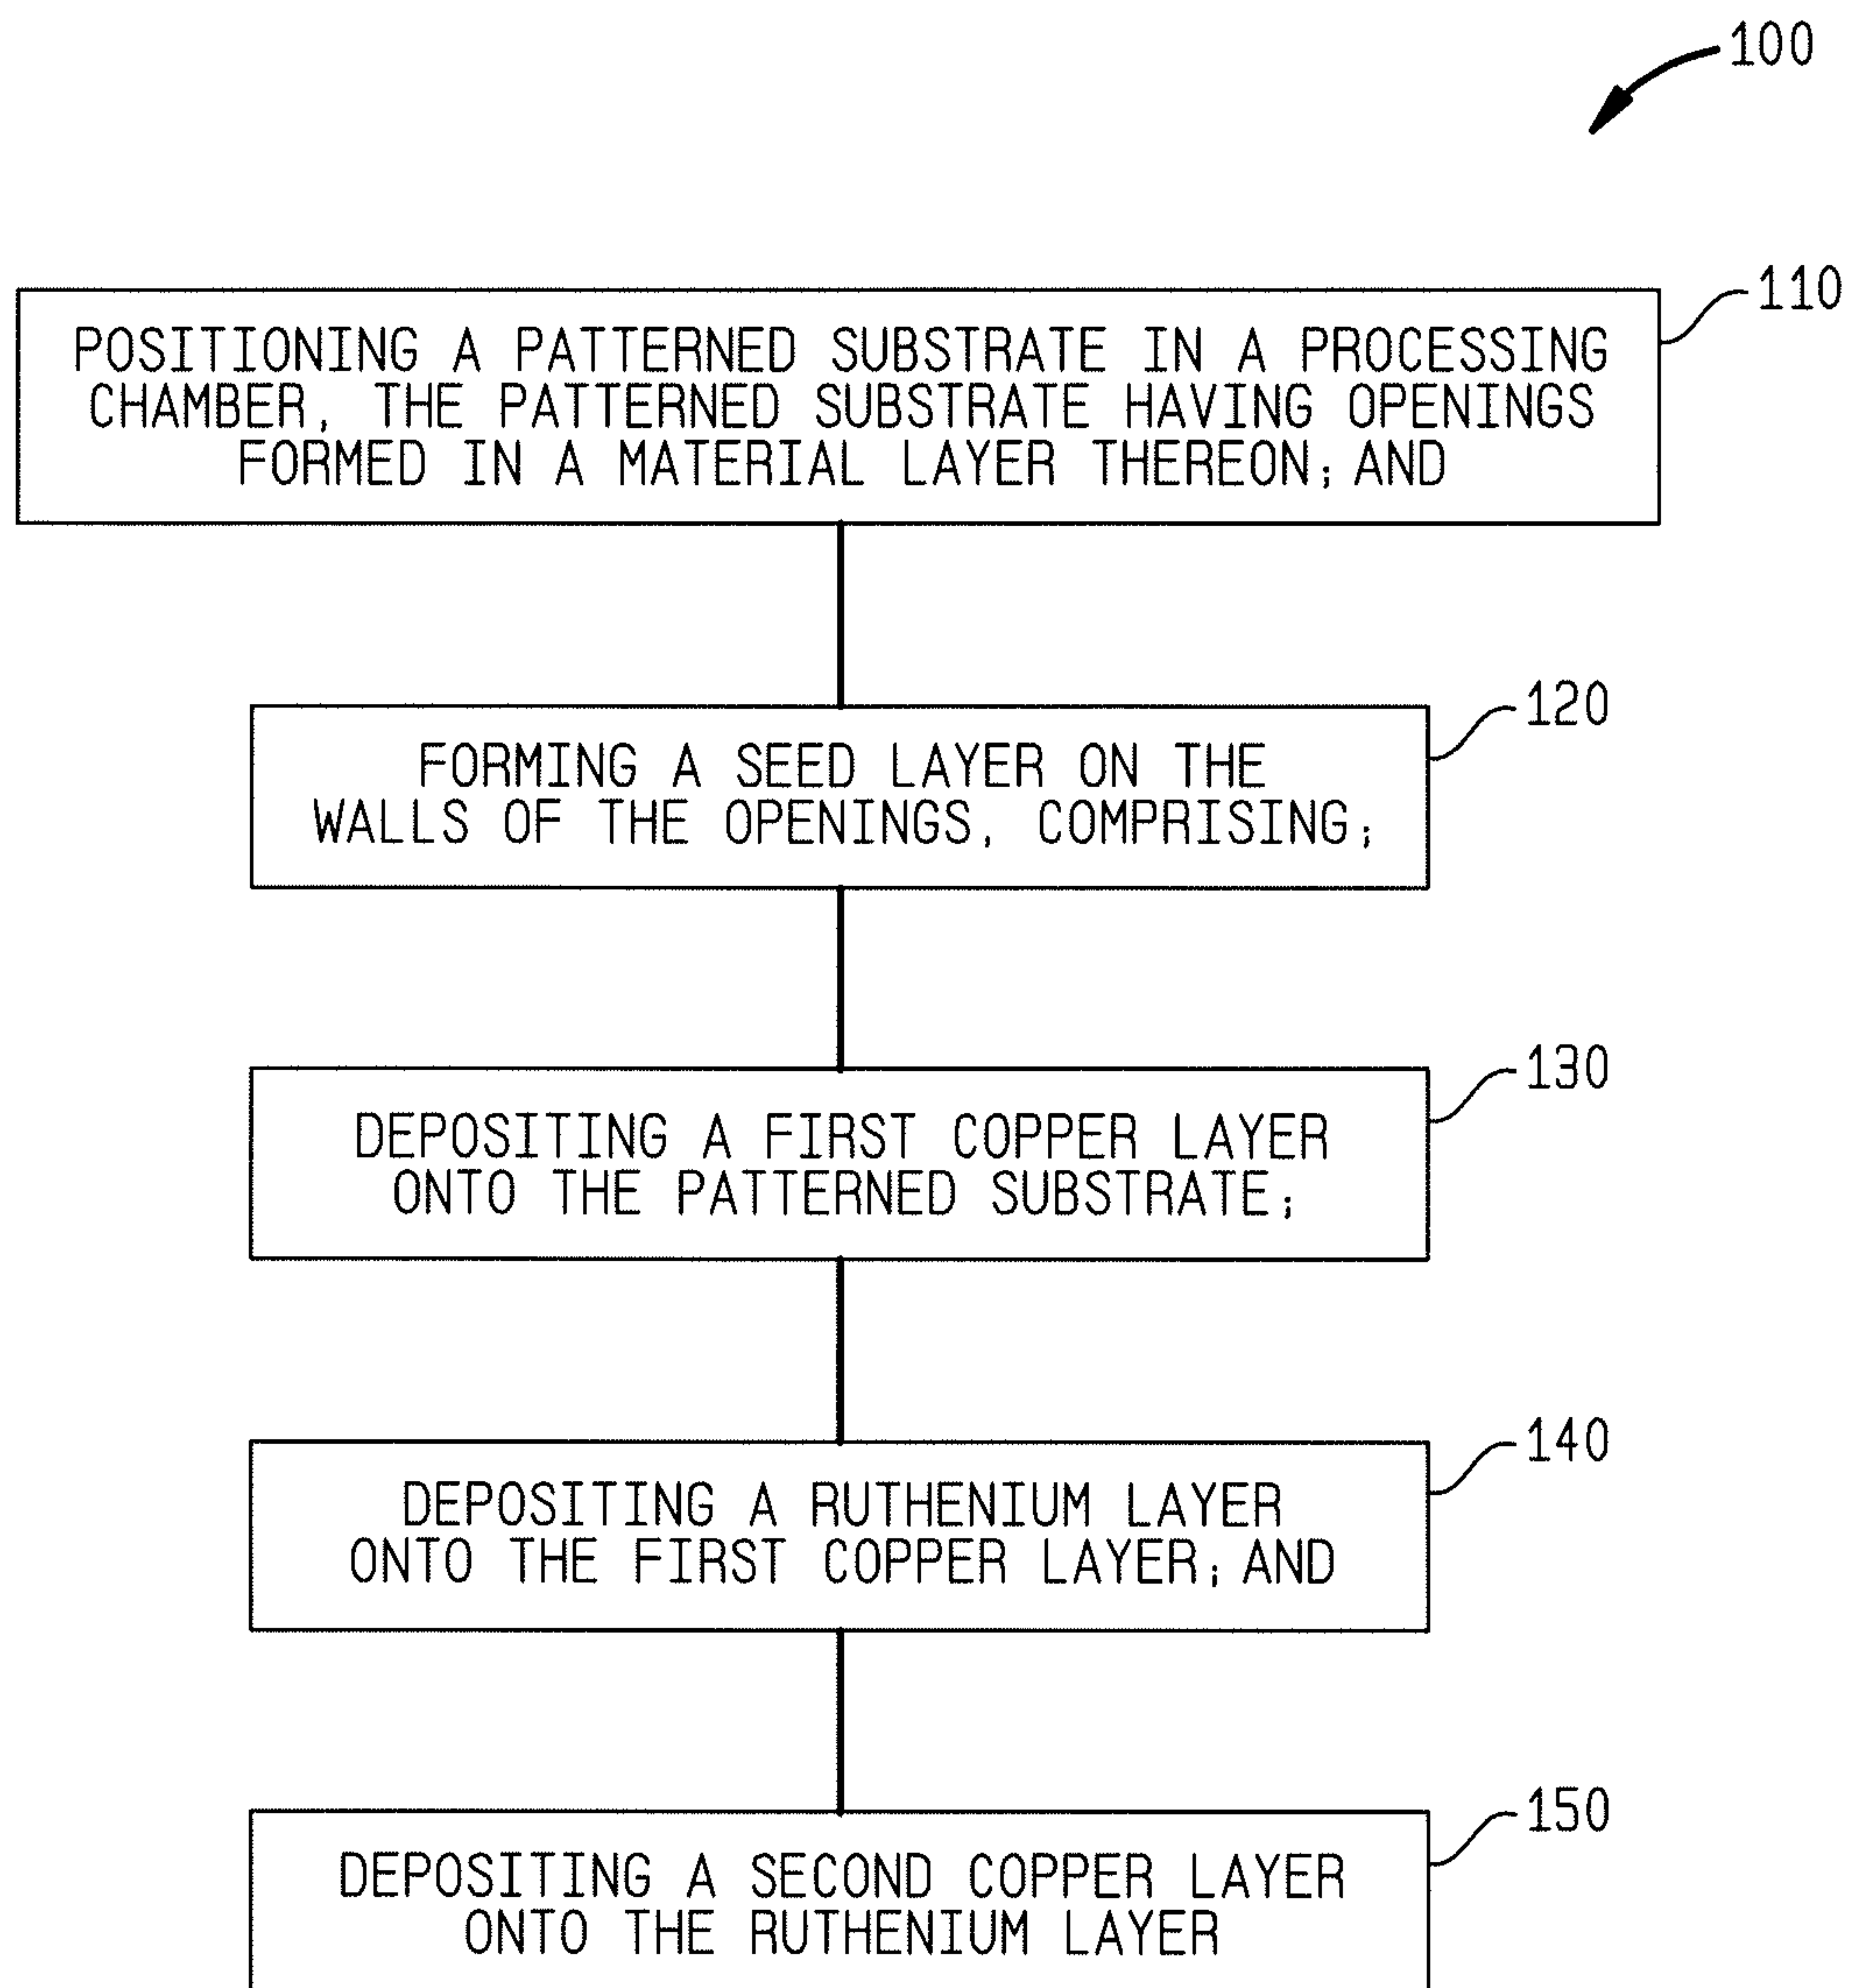 100
110
POSITIONING A PATTERNED SUBSTRATE IN A PROCESSING
CHAMBER, THE PATTERNED SUBSTRATE HAVING OPENINGS
FORMED IN A MATERIAL LAYER THEREON; AND
120
FORMING A SEED LAYER ON THE
WALLS OF THE OPENINGS, COMPRISING;
130
DEPOSITING A FIRST COPPER LAYER
ONTO THE PATTERNED SUBSTRATE;
140
DEPOSITING A RUTHENIUM LAYER
ONTO THE FIRST COPPER LAYER; AND
150
DEPOSITING A SECOND COPPER LAYER
ONTO THE RUTHENIUM LAYER